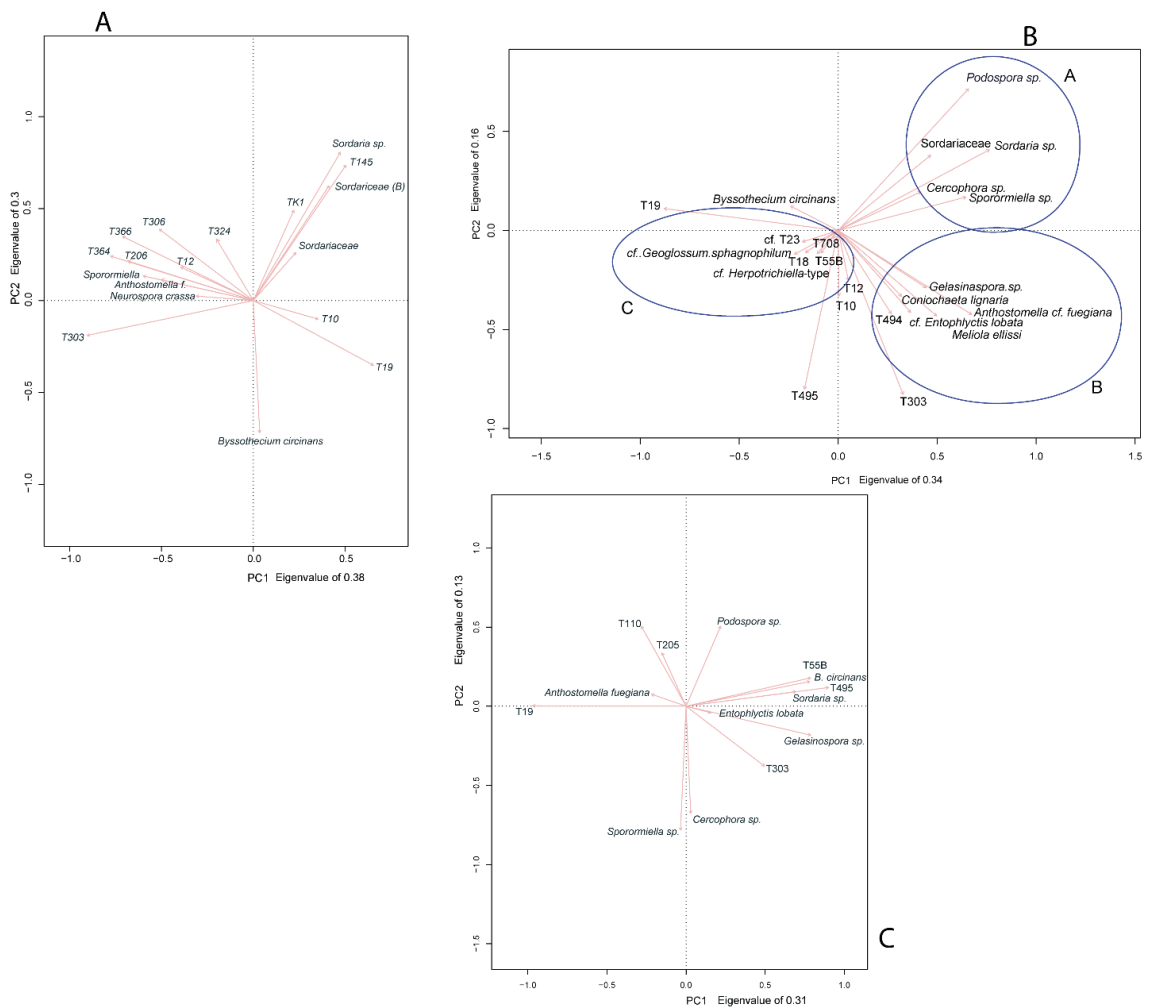 A
1.0
0.5
0.0
−0.5
−1.0
PC2 Eigenvalue of 0.3
Sordaria sp.
T145
Sordariceae (B)
TK1
T306
T366
T324
Sordariaceae
T364
T206
T12
Sporormiella
Anthostomella f.
Neurospora crassa
T10
T303
T19
Byssothecium circinans
−1.0 −0.5 0.0 0.5
PC1 Eigenvalue of 0.38
B
0.5
0.0
−0.5
−1.0
PC2 Eigenvalue of 0.16
Podospora sp.
A
Sordariaceae
Sordaria sp.
Cercophora sp.
Sporormiella sp.
Byssothecium circinans
T19
cf. T23
T708
cf..Geoglossum.sphagnophilum
T18
T55B
cf. Herpotrichiella-type
T12
C
T10
Gelasinaspora.sp.
Coniochaeta lignaria
Anthostomella cf. fuegiana
T494
cf. Entophlyctis lobata
Meliola ellissi
B
T495
T303
−1.5 −1.0 −0.5 0.0 0.5 1.0 1.5
PC1 Eigenvalue of 0.34
1.0
0.5
0.0
−0.5
−1.0
−1.5
PC2 Eigenvalue of 0.13
T110
Podospora sp.
T205
T55B
B. circinans
T495
Anthostomella fuegiana
Sordaria sp.
T19
Entophlyctis lobata
Gelasinospora sp.
T303
Cercophora sp.
Sporormiella sp.
C
−1.0 −0.5 0.0 0.5 1.0
PC1 Eigenvalue of 0.31